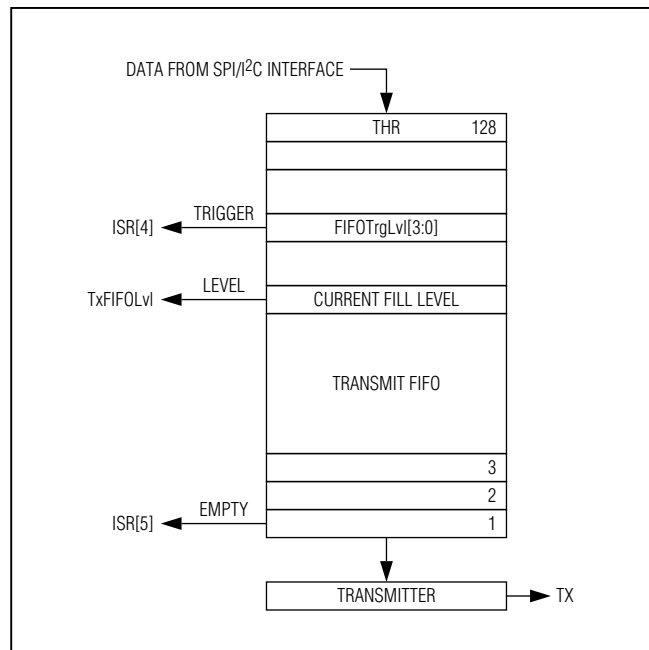 DATA FROM SPI/I2C INTERFACE
THR 128
TRIGGER
ISR[4]
FIFOTrgLvl[3:0]
LEVEL
TxFIFOLvl
CURRENT FILL LEVEL
TRANSMIT FIFO
3
2
EMPTY
ISR[5]
1
TRANSMITTER
TX